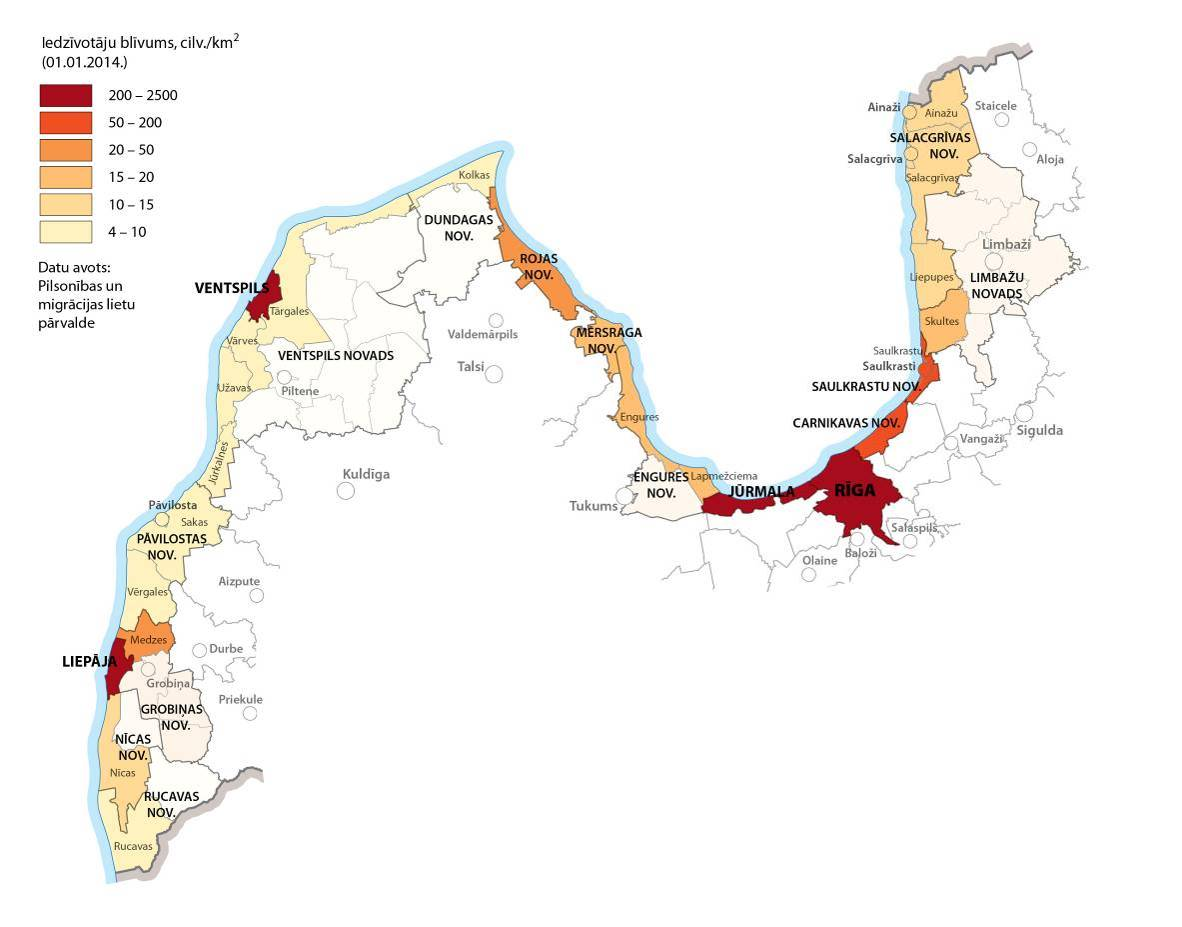 Iedzīvotāju blīvums, cilv./km²
(01.01.2014.)
200 – 2500
50 – 200
20 – 50
15 – 20
10 – 15
4 – 10
Datu avots:
Pilsonības un
migrācijas lietu
pārvalde
Ainaži
Ainažu
Staicele
SALACGRĪVAS
NOV.
Salacgrīva
Aloja
Salacgrīvas
Kolkas
DUNDAGAS
NOV.
ROJAS
NOV.
Limbaži
LIMBAŽU
NOVADS
Liepupes
VENTSPILS
Tārgales
Skultes
Valdemārpils
MĒRSRAGA
NOV.
Vārves
VENTSPILS NOVADS
Talsi
Saulkrastu
Saulkrasti
SAULKRASTU NOV.
Užavas
Piltene
Engures
CARNIKAVAS NOV.
Sigulda
Vangaži
Jūrkalnes
Kuldīga
ENGURES
NOV.
Lapmežciema
JŪRMALA
RĪGA
Tukums
Pāvilosta
Sakas
PĀVILOSTAS
NOV.
Salaspils
Baloži
Olaine
Aizpute
Vērgales
Medzes
Durbe
LIEPĀJA
Grobiņa
Priekule
GROBIŅAS
NOV.
NĪCAS
NOV.
Nīcas
RUCAVAS
NOV.
Rucavas